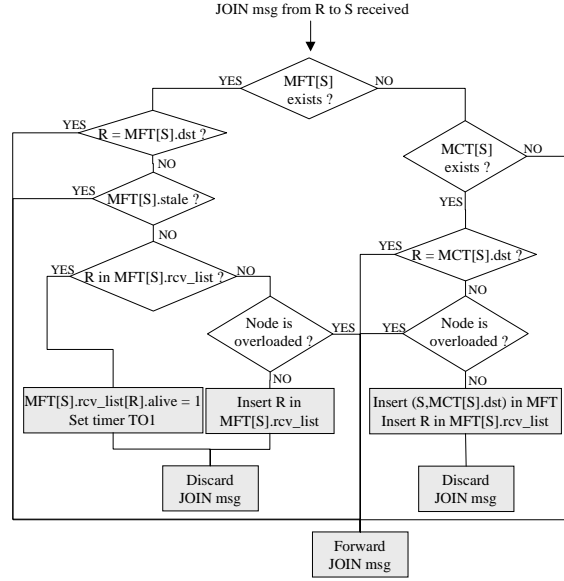 JOIN msg from R to S received
MFT[S]
exists ?
YES
NO
R = MFT[S].dst ?
YES
NO
MCT[S]
exists ?
NO
YES
MFT[S].stale ?
YES
NO
R = MCT[S].dst ?
YES
NO
R in MFT[S].rcv_list ?
YES
NO
Node is
overloaded ?
YES
NO
Node is
overloaded ?
YES
NO
MFT[S].rcv_list[R].alive = 1
Set timer TO1
Insert R in
MFT[S].rcv_list
Insert (S,MCT[S].dst) in MFT
Insert R in MFT[S].rcv_list
Discard
JOIN msg
Discard
JOIN msg
Forward
JOIN msg